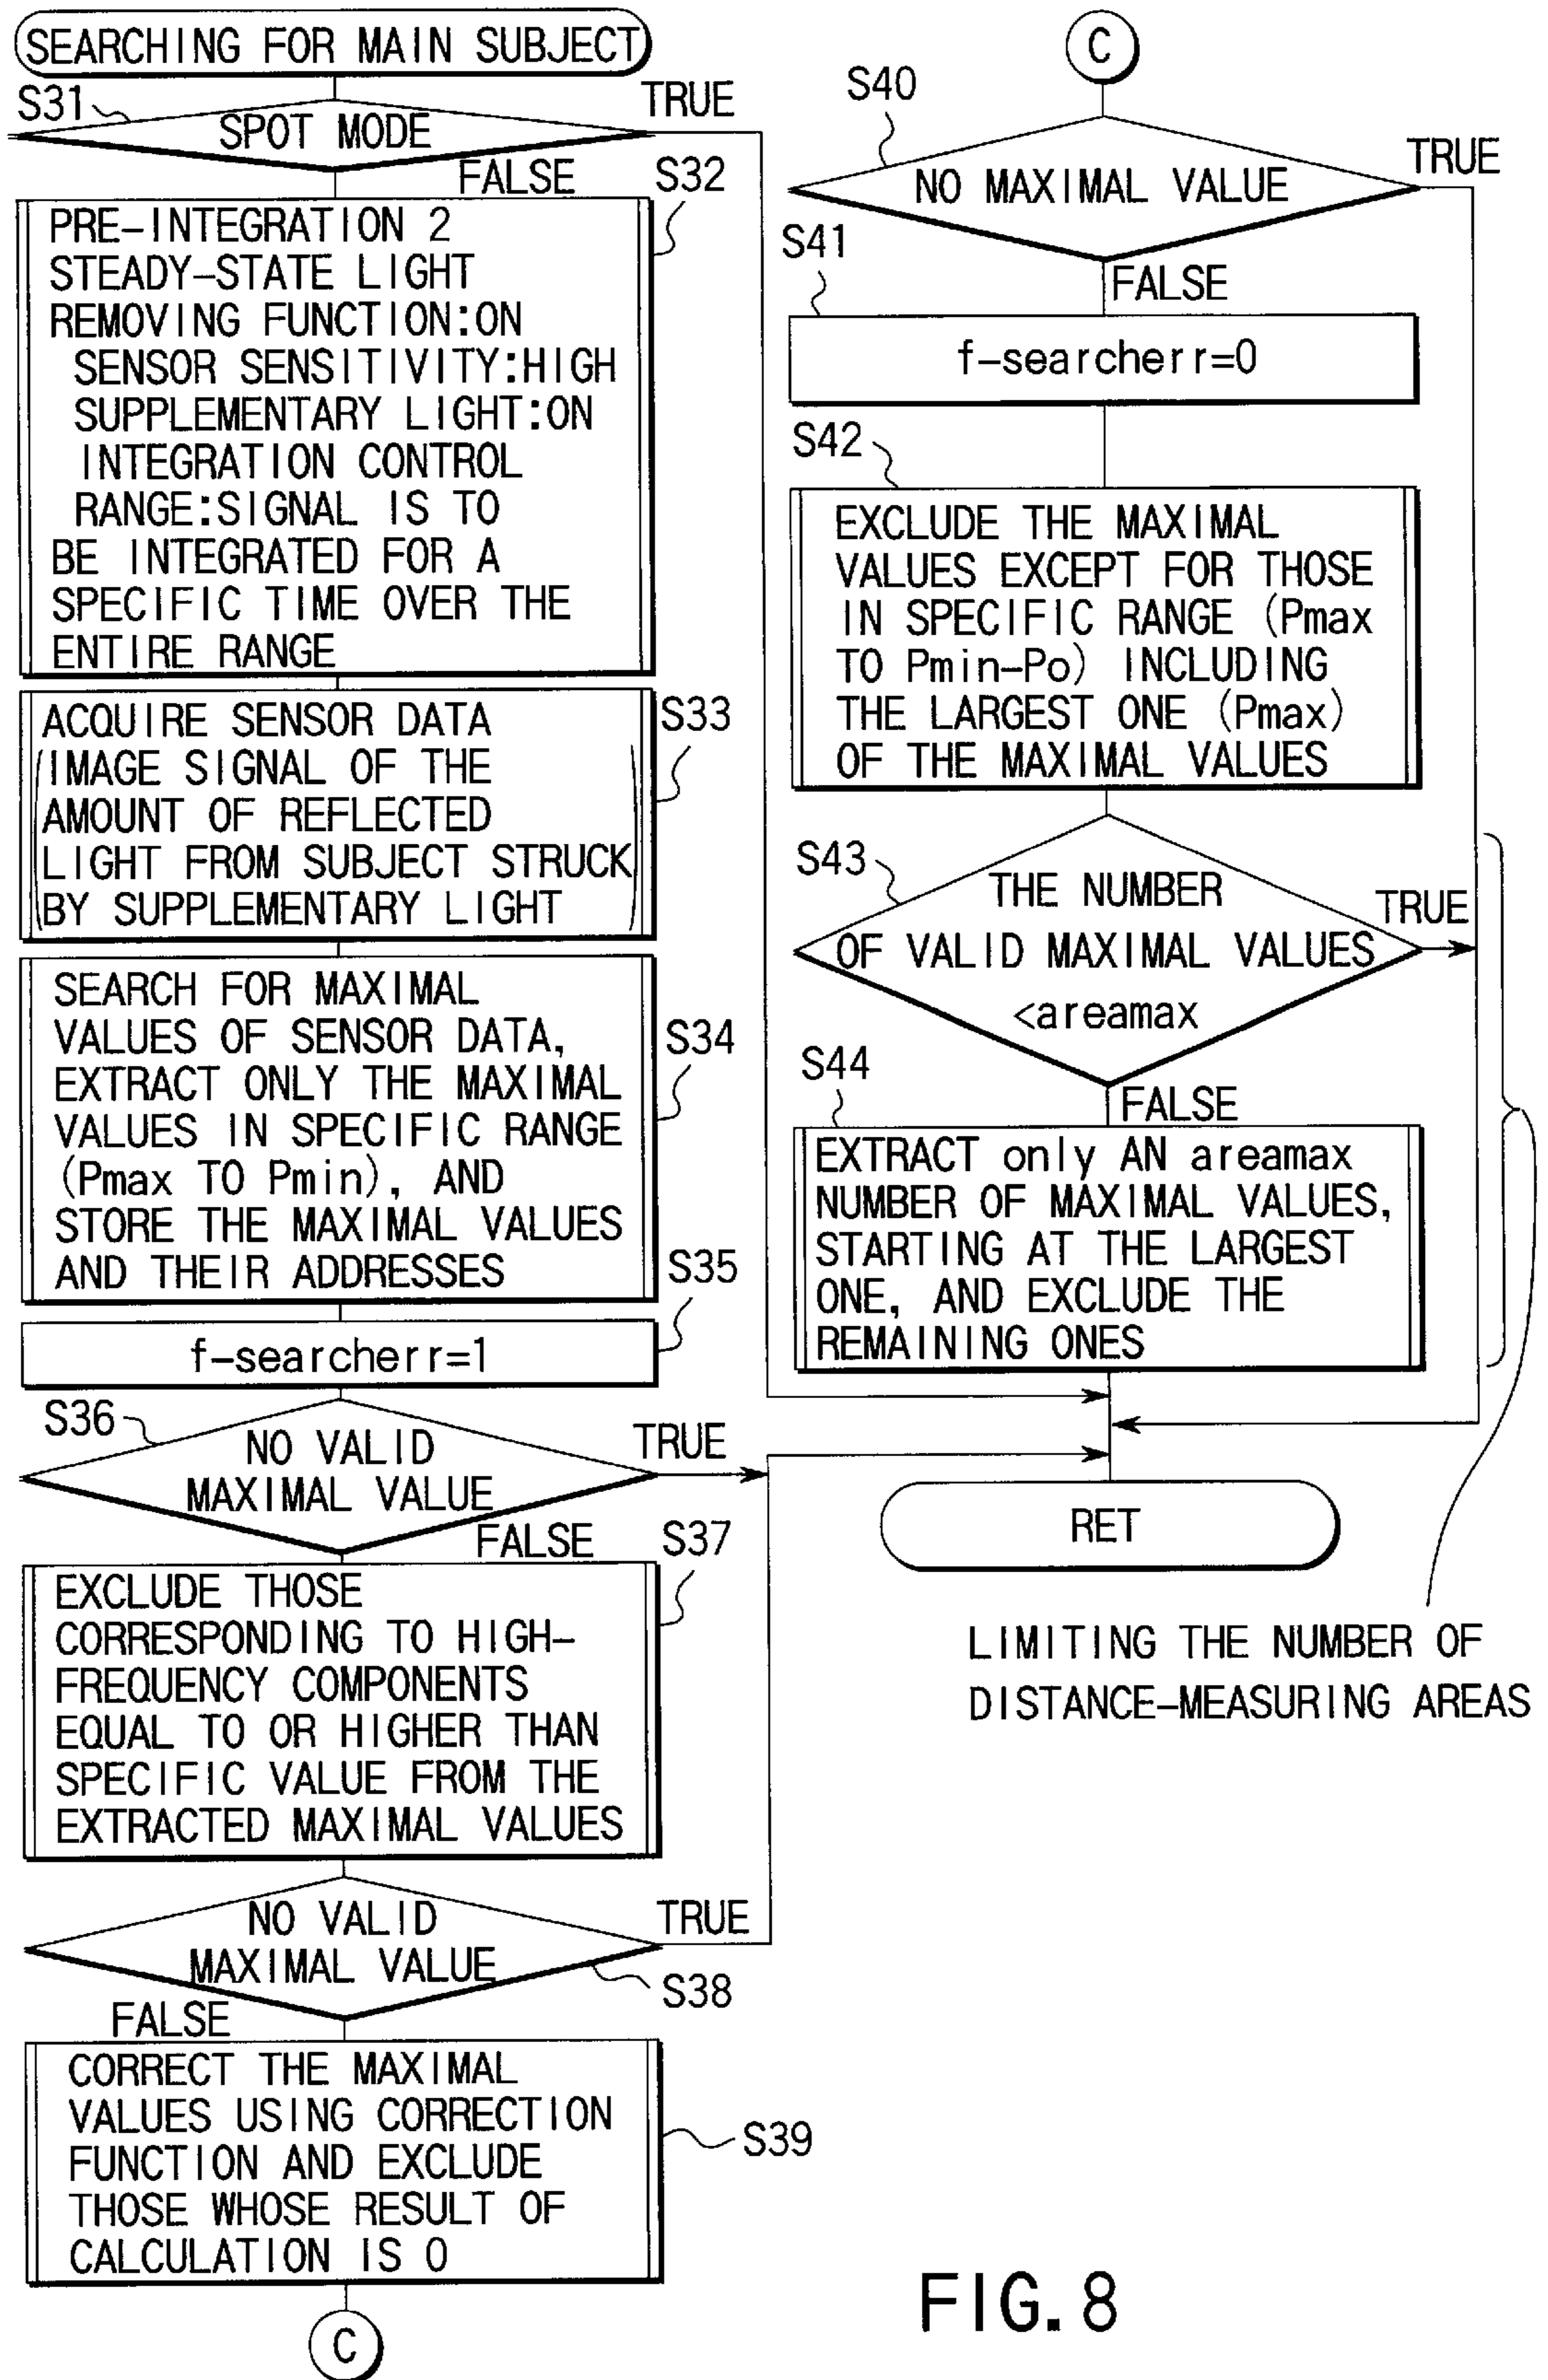 SEARCHING FOR MAIN SUBJECT
S31
SPOT MODE
TRUE
FALSE
S32
PRE-INTEGRATION 2
STEADY-STATE LIGHT
REMOVING FUNCTION:ON
SENSOR SENSITIVITY:HIGH
SUPPLEMENTARY LIGHT:ON
INTEGRATION CONTROL
RANGE:SIGNAL IS TO
BE INTEGRATED FOR A
SPECIFIC TIME OVER THE
ENTIRE RANGE
S33
ACQUIRE SENSOR DATA
(IMAGE SIGNAL OF THE
AMOUNT OF REFLECTED
LIGHT FROM SUBJECT STRUCK
BY SUPPLEMENTARY LIGHT)
S34
SEARCH FOR MAXIMAL
VALUES OF SENSOR DATA,
EXTRACT ONLY THE MAXIMAL
VALUES IN SPECIFIC RANGE
(Pmax TO Pmin), AND
STORE THE MAXIMAL VALUES
AND THEIR ADDRESSES
S35
f-searcherr=1
S36
NO VALID
MAXIMAL VALUE
TRUE
FALSE
S37
EXCLUDE THOSE
CORRESPONDING TO HIGH-
FREQUENCY COMPONENTS
EQUAL TO OR HIGHER THAN
SPECIFIC VALUE FROM THE
EXTRACTED MAXIMAL VALUES
NO VALID
MAXIMAL VALUE
TRUE
S38
FALSE
CORRECT THE MAXIMAL
VALUES USING CORRECTION
FUNCTION AND EXCLUDE
THOSE WHOSE RESULT OF
CALCULATION IS 0
S39
C
C
S40
NO MAXIMAL VALUE
TRUE
FALSE
S41
f-searcherr=0
S42
EXCLUDE THE MAXIMAL
VALUES EXCEPT FOR THOSE
IN SPECIFIC RANGE (Pmax
TO Pmin-Po) INCLUDING
THE LARGEST ONE (Pmax)
OF THE MAXIMAL VALUES
S43
THE NUMBER
OF VALID MAXIMAL VALUES
<areamax
TRUE
FALSE
S44
EXTRACT only AN areamax
NUMBER OF MAXIMAL VALUES,
STARTING AT THE LARGEST
ONE, AND EXCLUDE THE
REMAINING ONES
RET
LIMITING THE NUMBER OF
DISTANCE-MEASURING AREAS
FIG. 8